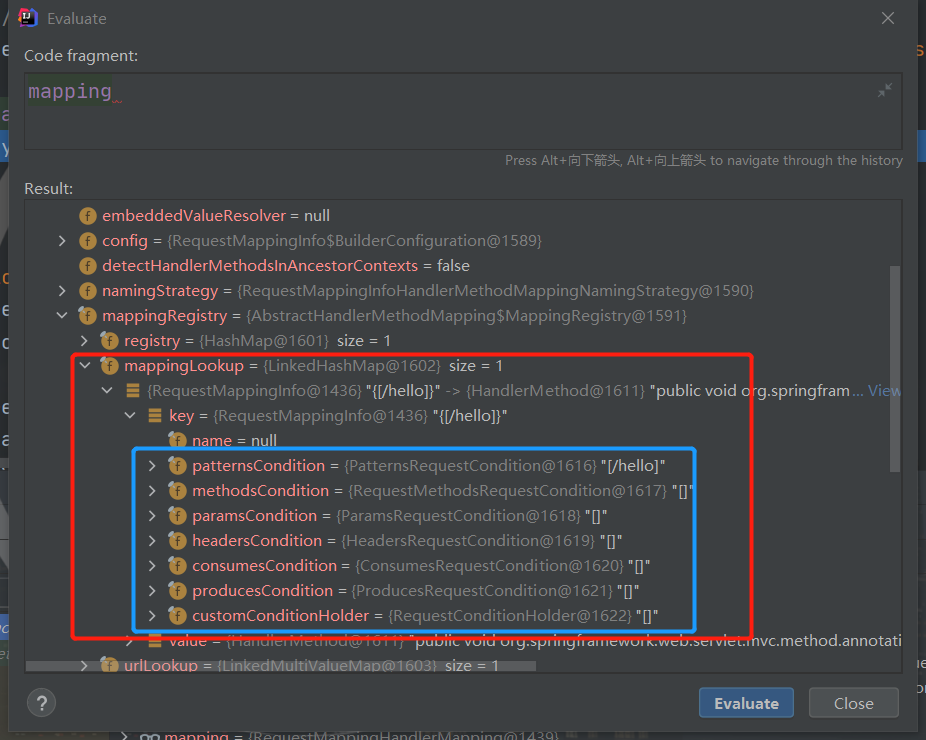 Evaluate
Code fragment:
mapping
Press Alt+向下箭头, Alt+向上箭头 to navigate through the history
Result:
f embeddedValueResolver = null
f config = {RequestMappingInfo$BuilderConfiguration@1589}
f detectHandlerMethodsInAncestorContexts = false
f namingStrategy = {RequestMappingInfoHandlerMethodMappingNamingStrategy@1590}
f mappingRegistry = {AbstractHandlerMethodMapping$MappingRegistry@1591}
f registry = {HashMap@1601} size = 1
f mappingLookup = {LinkedHashMap@1602} size = 1
{RequestMappingInfo@1436} "{[/hello]}" -> {HandlerMethod@1611} "public void org.springfram... View
key = {RequestMappingInfo@1436} "{[/hello]}"
f name = null
f patternsCondition = {PatternsRequestCondition@1616} "[/hello]"
f methodsCondition = {RequestMethodsRequestCondition@1617} "[]"
f paramsCondition = {ParamsRequestCondition@1618} "[]"
f headersCondition = {HeadersRequestCondition@1619} "[]"
f consumesCondition = {ConsumesRequestCondition@1620} "[]"
f producesCondition = {ProducesRequestCondition@1621} "[]"
f customConditionHolder = {RequestConditionHolder@1622} "[]"
value = {HandlerMethod@1611} "public void org.springframework.web.servlet.mvc.method.annotati
f urlLookup = {LinkedMultiValueMap@1603} size = 1
? Evaluate Close
mapping = {RequestMappingHandlerMapping@1439}